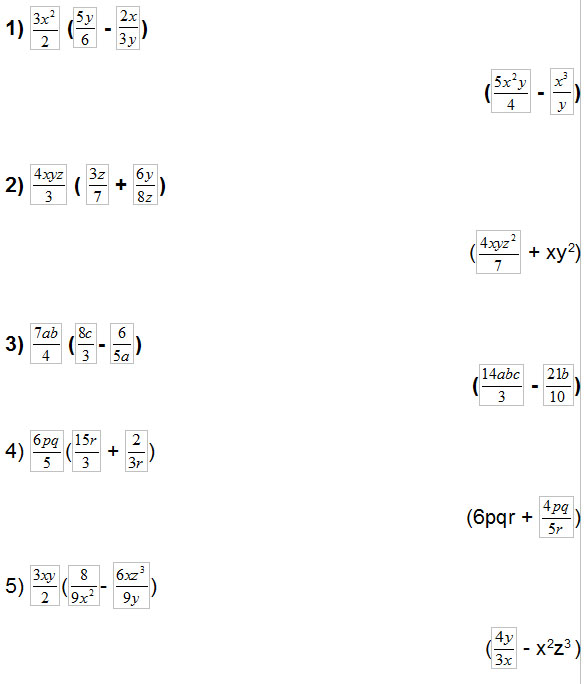 1) 3x²/2 (5y/6 - 2x/3y)
(5x²y/4 - x³/y)
2) 4xyz/3 ( 3z/7 + 6y/8z)
(4xyz²/7 + xy²)
3) 7ab/4 (8c/3 - 6/5a)
(14abc/3 - 21b/10)
4) 6pq/5 (15r/3 + 2/3r)
(6pqr + 4pq/5r)
5) 3xy/2 (8/9x² - 6xz³/9y)
(4y/3x - x²z³)